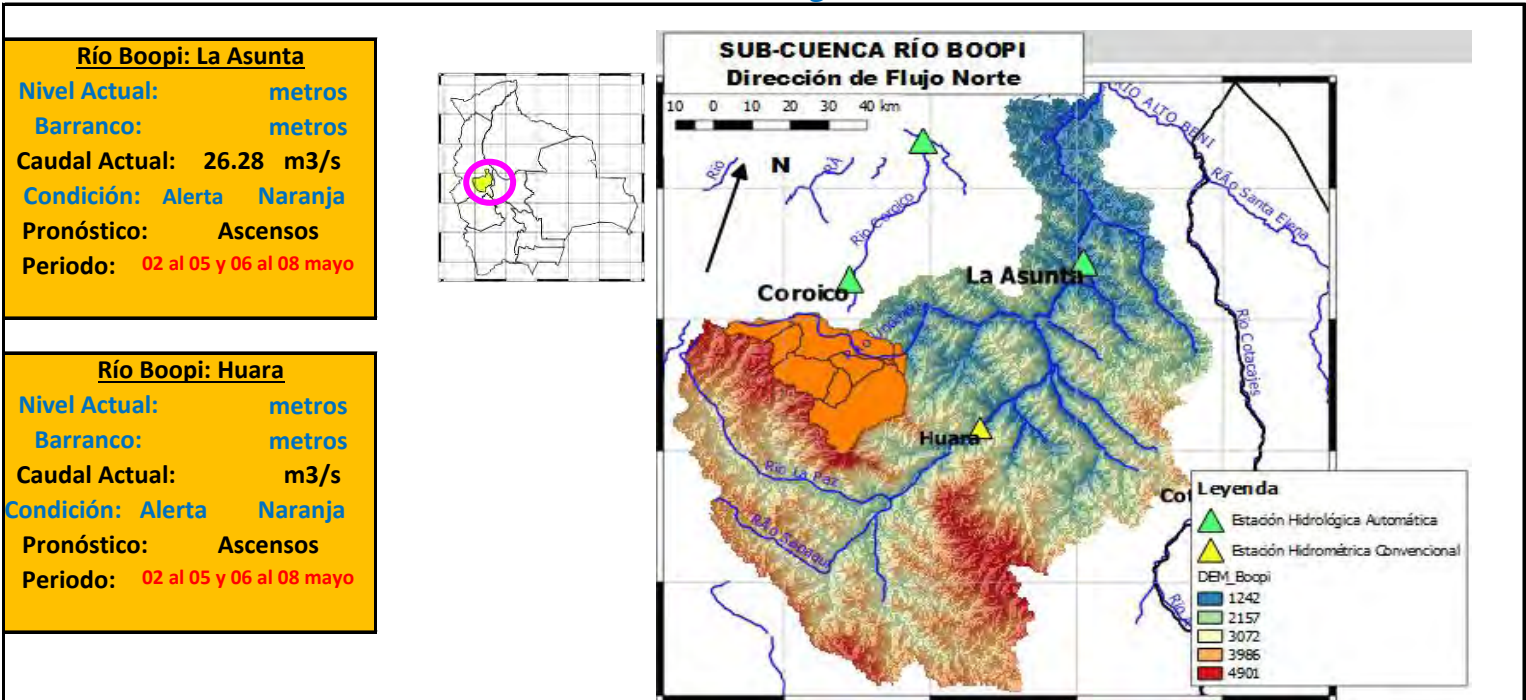 Río Boopi: La Asunta
Nivel Actual: metros
Barranco: metros
Caudal Actual: 26.28 m3/s
Condición: Alerta Naranja
Pronóstico: Ascensos
Periodo: 02 al 05 y 06 al 08 mayo
Río Boopi: Huara
Nivel Actual: metros
Barranco: metros
Caudal Actual: m3/s
Condición: Alerta Naranja
Pronóstico: Ascensos
Periodo: 02 al 05 y 06 al 08 mayo
SUB-CUENCA RÍO BOOPI
Dirección de Flujo Norte
10 0 10 20 30 40 km
N
Río
RÃ
Río Coroico
Coroico
La Asunta
Huara
Río La Paz
RÃo Sapaqui
RÍO ALTO BENI
RÃo Santa Elena
Río Cotacajes
Leyenda
Estación Hidrológica Automática
Estación Hidrométrica Convencional
DEM_Boopi
1242
2157
3072
3986
4901